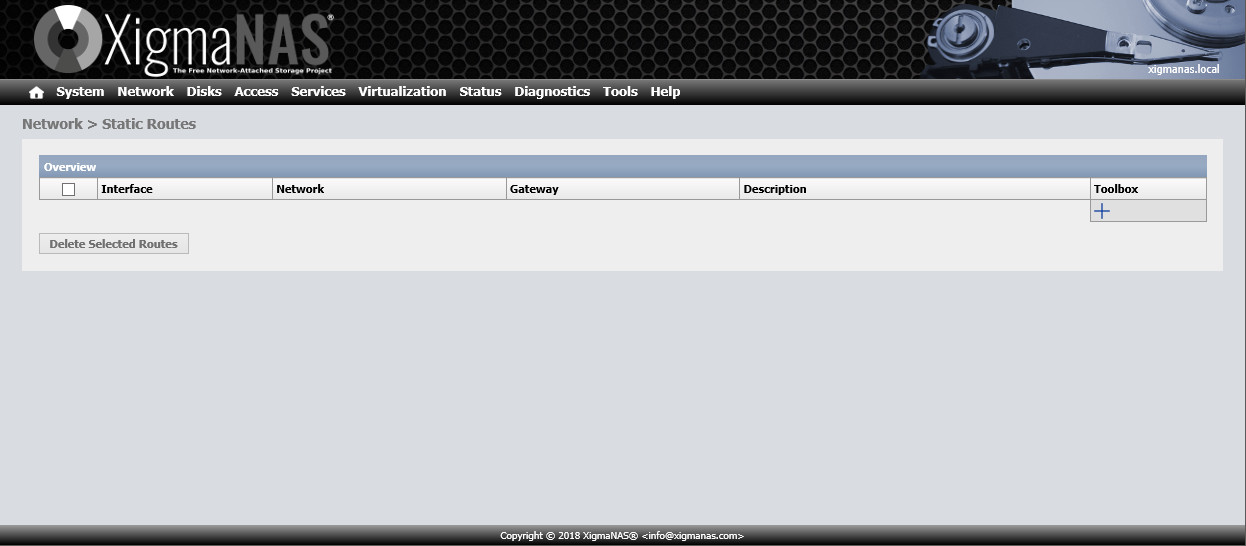 XigmaNAS®
The Free Network-Attached Storage Project
xigmanas.local
System Network Disks Access Services Virtualization Status Diagnostics Tools Help
Network > Static Routes
Overview
Interface Network Gateway Description Toolbox
Delete Selected Routes
Copyright © 2018 XigmaNAS® <info@xigmanas.com>